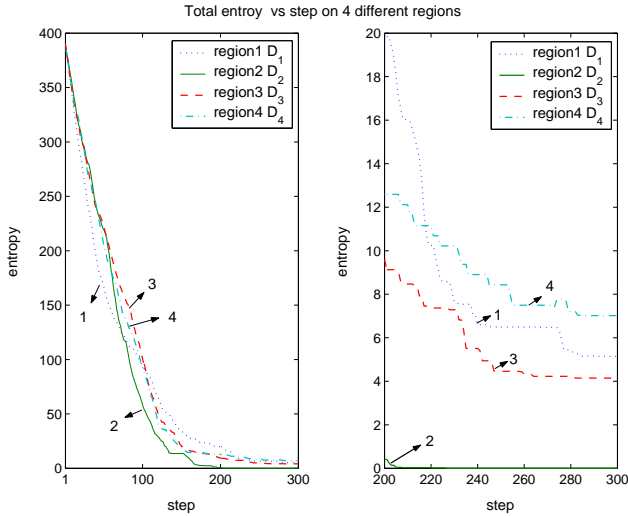 Total entroy vs step on 4 different regions
400
350
300
250
200
150
100
50
0
entropy
1
100
200
300
step
region1 D1
region2 D2
region3 D3
region4 D4
1
2
3
4
20
18
16
14
12
10
8
6
4
2
0
entropy
200
220
240
260
280
300
step
region1 D1
region2 D2
region3 D3
region4 D4
4
1
3
2